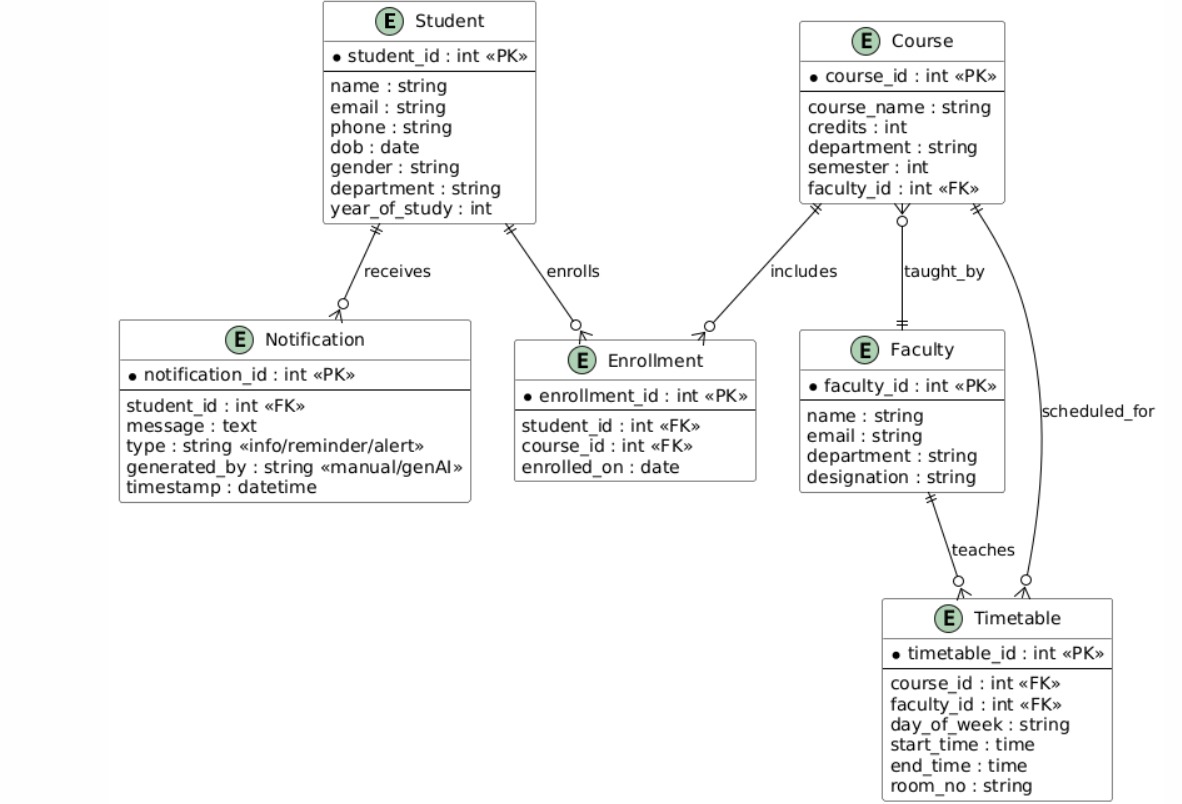 E Student
* student_id : int «PK»
name : string
email : string
phone : string
dob : date
gender : string
department : string
year_of_study : int
E Course
* course_id : int «PK»
course_name : string
credits : int
department : string
semester : int
faculty_id : int «FK»
receives
enrolls
includes
taught_by
E Notification
* notification_id : int «PK»
student_id : int «FK»
message : text
type : string «info/reminder/alert»
generated_by : string «manual/genAI»
timestamp : datetime
E Enrollment
* enrollment_id : int «PK»
student_id : int «FK»
course_id : int «FK»
enrolled_on : date
E Faculty
* faculty_id : int «PK»
name : string
email : string
department : string
designation : string
scheduled_for
teaches
E Timetable
* timetable_id : int «PK»
course_id : int «FK»
faculty_id : int «FK»
day_of_week : string
start_time : time
end_time : time
room_no : string